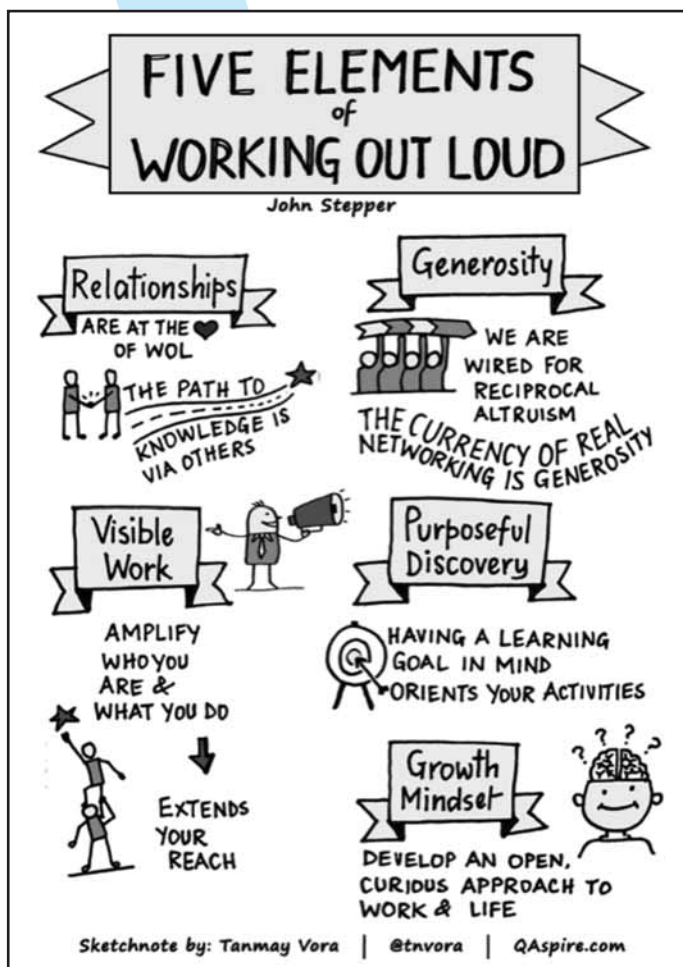 FIVE ELEMENTS
of
WORKING OUT LOUD
John Stepper
Relationships
ARE AT THE
OF WOL
THE PATH TO
KNOWLEDGE IS
VIA OTHERS
Generosity
WE ARE
WIRED FOR
RECIPROCAL
ALTRUISM
THE CURRENCY OF REAL
NETWORKING IS GENEROSITY
Visible
Work
AMPLIFY
WHO YOU
ARE &
WHAT YOU DO
EXTENDS
YOUR
REACH
Purposeful
Discovery
HAVING A LEARNING
GOAL IN MIND
ORIENTS YOUR ACTIVITIES
Growth
Mindset
? ? ? ?
DEVELOP AN OPEN,
CURIOUS APPROACH TO
WORK & LIFE
Sketchnote by: Tanmay Vora | @tnvora | QAspire.com